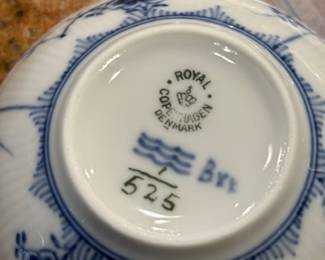 ROYAL
COPENHAGEN
DENMARK
1
525